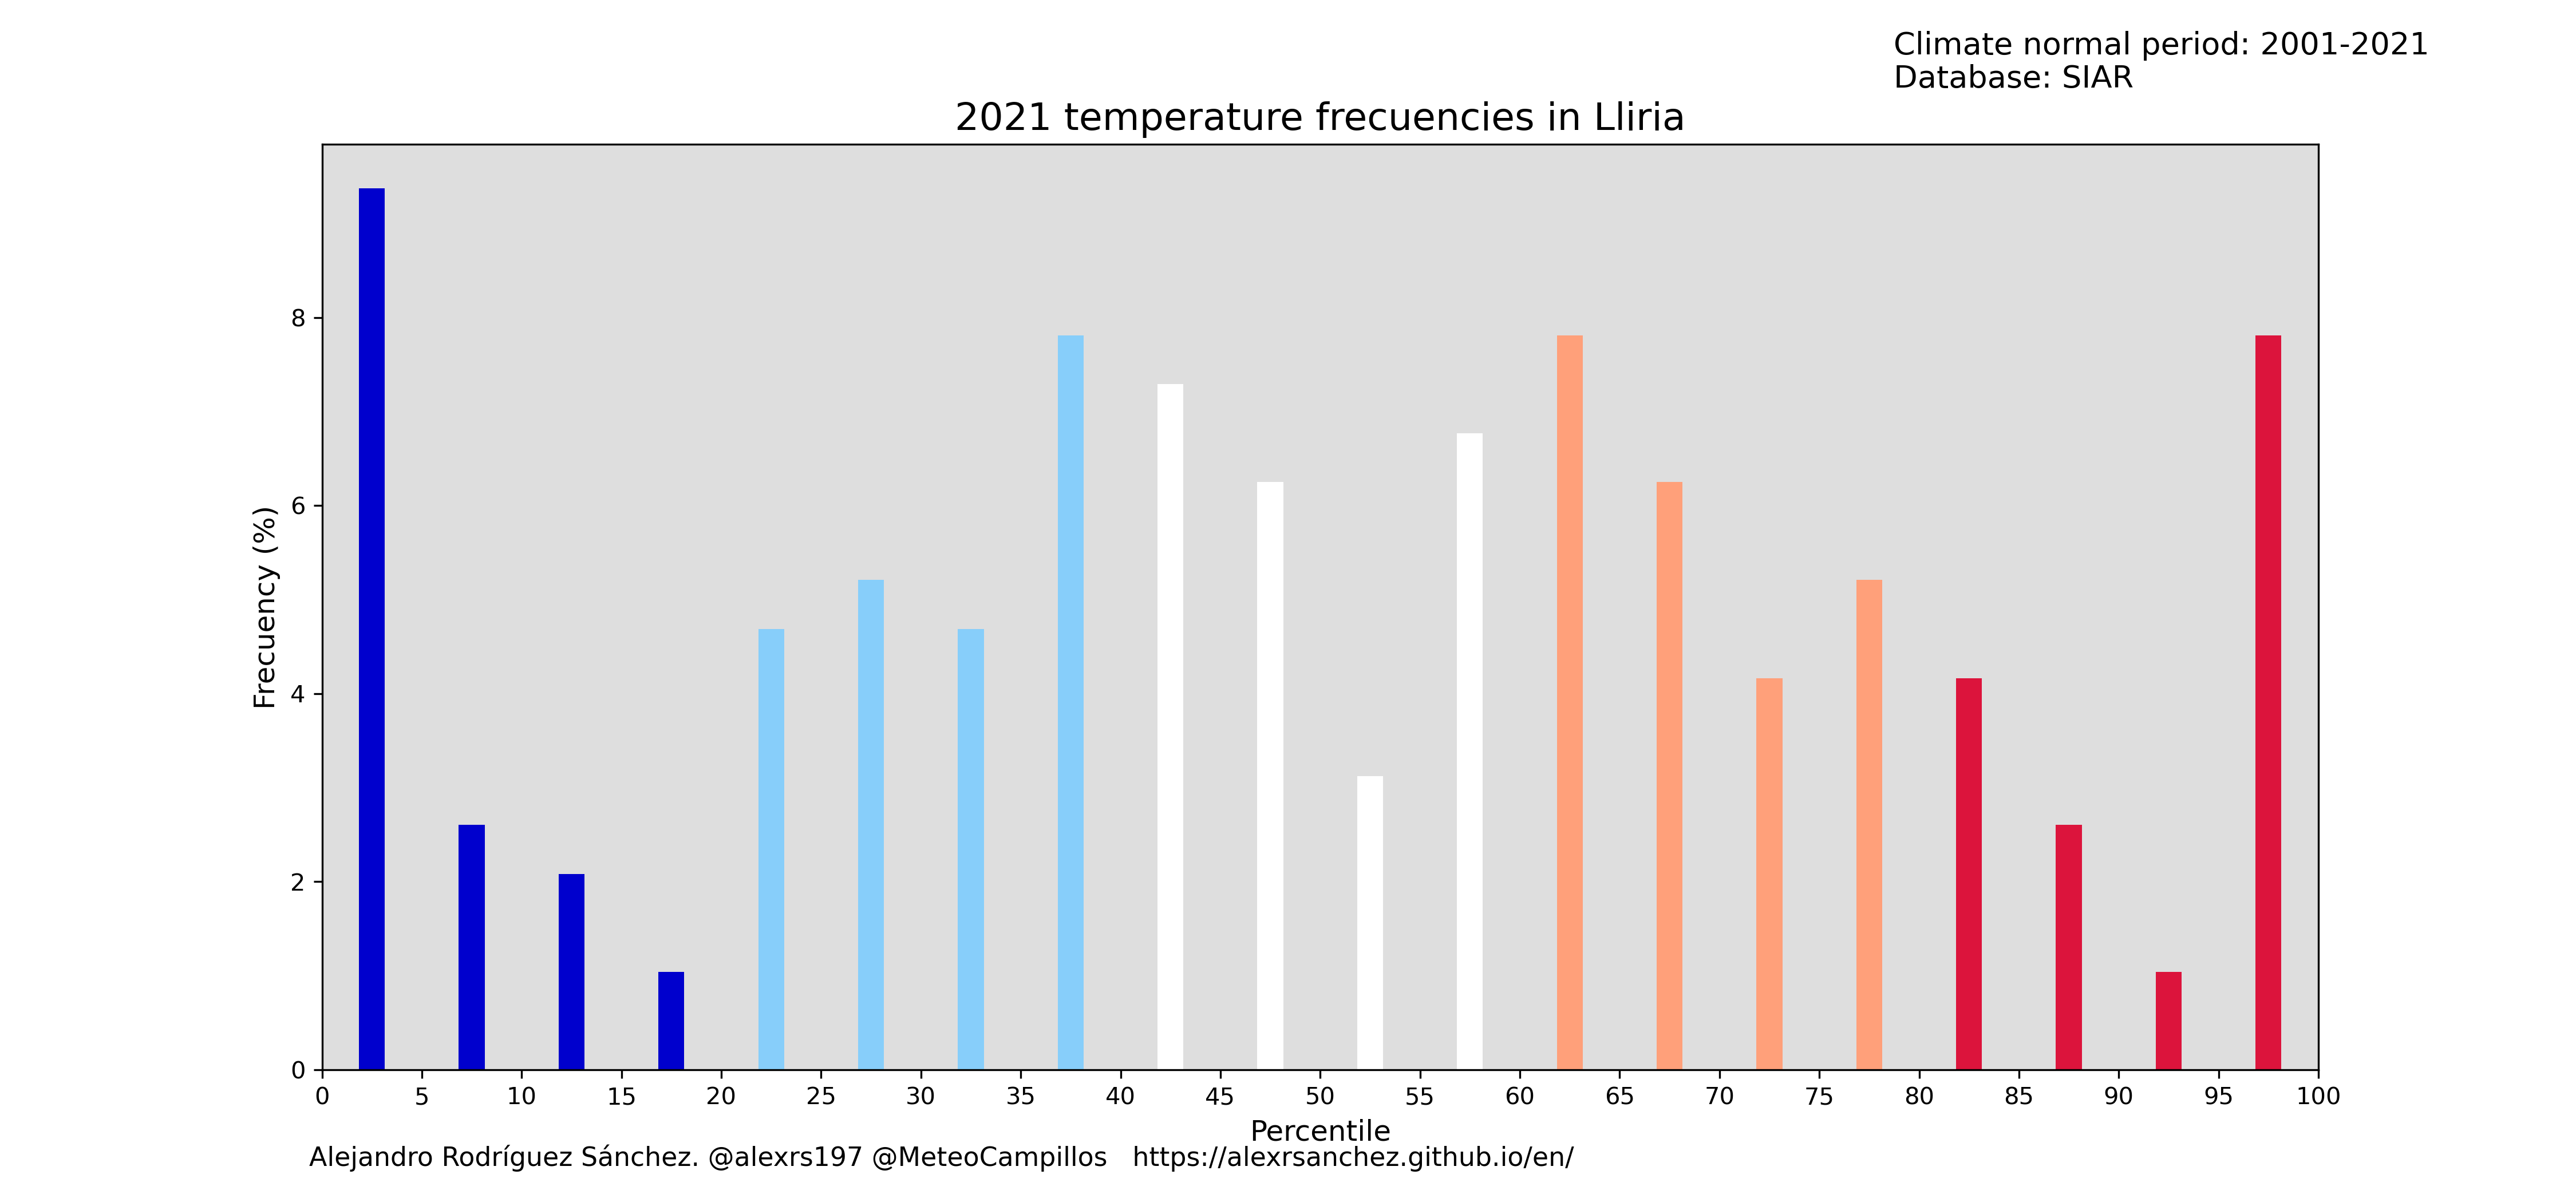 Climate normal period: 2001-2021
Database: SIAR
2021 temperature frecuencies in Lliria
Frecuency (%)
8
6
4
2
0
0 5 10 15 20 25 30 35 40 45 50 55 60 65 70 75 80 85 90 95 100
Percentile
Alejandro Rodríguez Sánchez. @alexrs197 @MeteoCampillos https://alexrsanchez.github.io/en/